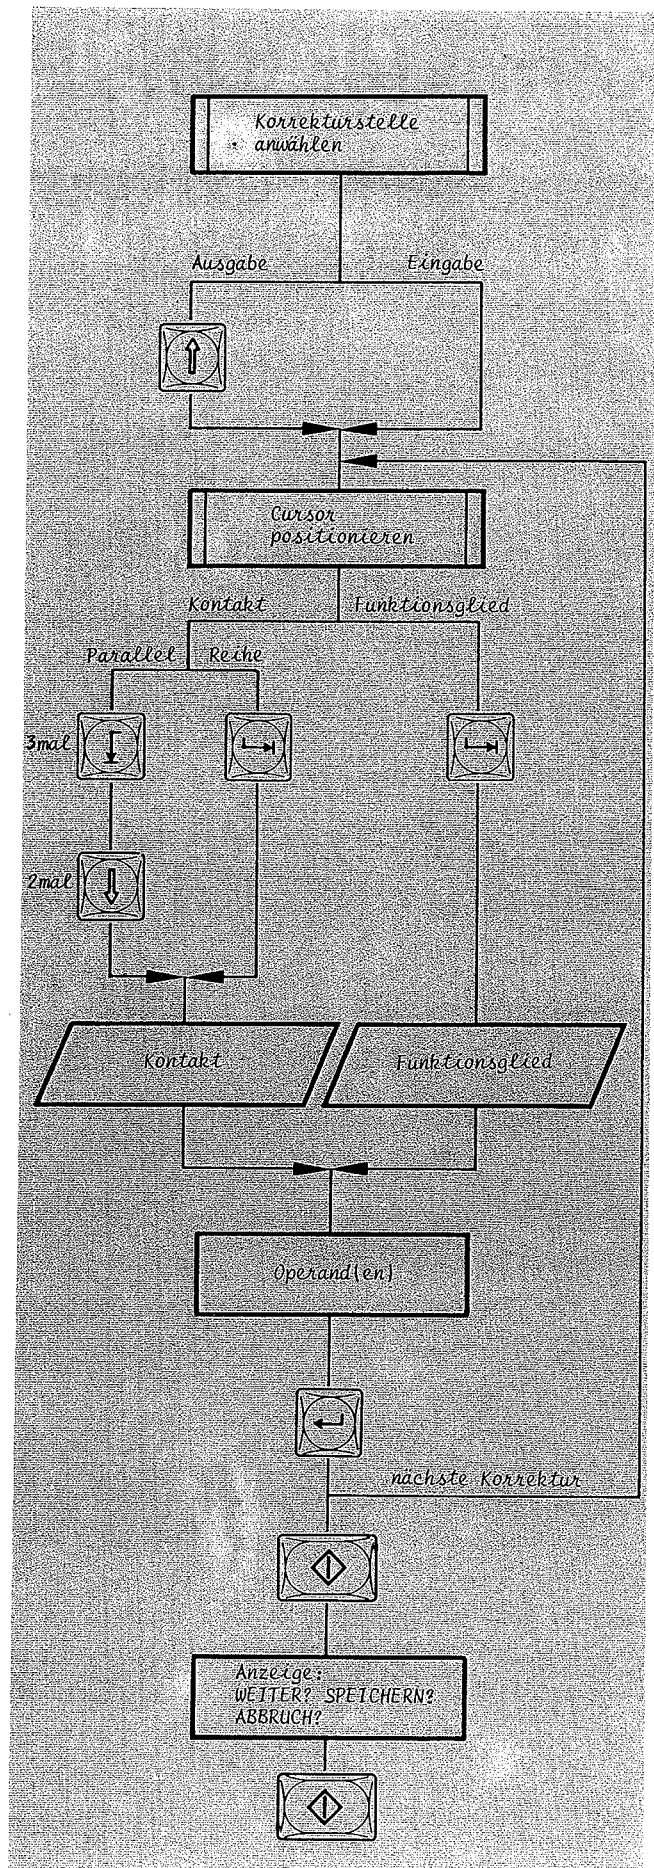 Korrekturstelle
anwählen
Ausgabe
Eingabe
Cursor
positionieren
Kontakt
Funktionsglied
Parallel
Reihe
3mal
2mal
Kontakt
Funktionsglied
Operand(en)
nächste Korrektur
Anzeige:
WEITER? SPEICHERN?
ABBRUCH?